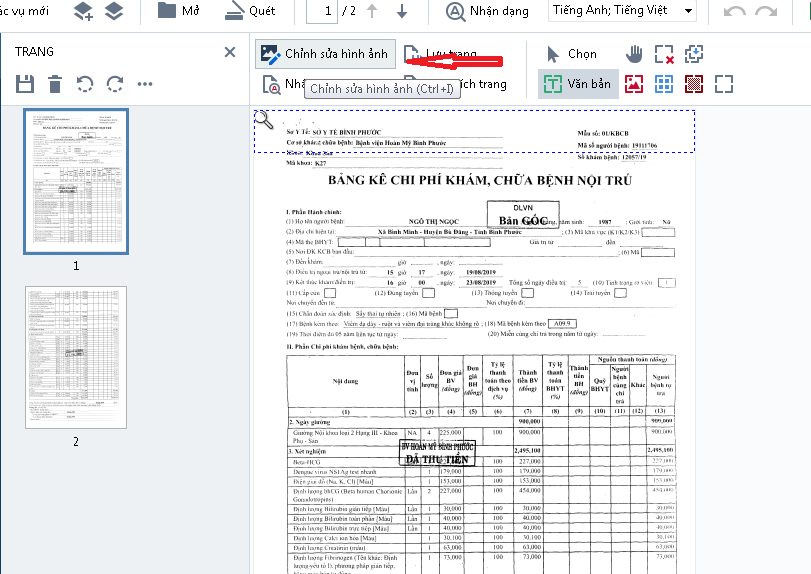 ác vụ mới
Mở
Quét
1 / 2
Nhận dạng
Tiếng Anh; Tiếng Việt
TRANG
Chỉnh sửa hình ảnh
Lưu trang
Chọn
Chỉnh sửa hình ảnh (Ctrl+I)
ích trang
Văn bản
1
2
Sở Y Tế: SỞ Y TẾ BÌNH PHƯỚC
Mẫu số: 01/KBCB
Cơ sở khám chữa bệnh: Bệnh viện Hoàn Mỹ Bình Phước
Mã số người bệnh: 19111706
Số khám bệnh: 12057/19
Mã khoa: K27
BẢNG KÊ CHI PHÍ KHÁM, CHỮA BỆNH NỘI TRÚ
DLVN
Bản GỐC
I. Phần Hành chính:
(1) Họ tên người bệnh: NGÔ THỊ NGỌC năm sinh: 1987 ; Giới tính: Nữ
(2) Địa chỉ hiện tại: Xã Bình Minh - Huyện Bù Đăng - Tỉnh Bình Phước ; (3) Mã khu vực (K1/K2/K3)
(4) Mã thẻ BHYT: Giá trị từ đến
(5) Nơi ĐK KCB ban đầu: ; (6) Mã
(7) Đến khám: giờ , ngày:
(8) Điều trị ngoại trú/nội trú từ: 15 giờ 17 , ngày: 19/08/2019
(9) Kết thúc khám/điều trị: 16 giờ 00 , ngày: 23/08/2019 Tổng số ngày điều trị: 5 (10) Tình trạng ra viện: 1
(11) Cấp cứu (12) Đúng tuyến (13) Thông tuyến (14) Trái tuyến
Nơi chuyển đến từ: Nơi chuyển đi:
(15) Chẩn đoán xác định: Sẩy thai tự nhiên ; (16) Mã bệnh
(17) Bệnh kèm theo: Viêm dạ dày - ruột và viêm đại tràng khác không rõ ; (18) Mã bệnh kèm theo A09.9
(19) Thời điểm đủ 05 năm liên tục từ ngày: (20) Miễn cùng chi trả trong năm từ ngày:
II. Phần Chi phí khám bệnh, chữa bệnh:
Nội dung Đơn vị tính Số lượng Đơn giá BV (đồng) Đơn giá BH (đồng) Tỷ lệ thanh toán theo dịch vụ (%) Thành tiền BV (đồng) Tỷ lệ thanh toán BHYT (%) Thành tiền BH (đồng) Nguồn thanh toán (đồng) Quỹ BHYT Người bệnh cùng chi trả Khác Người bệnh tự trả
(1) (2) (3) (4) (5) (6) (7) (8) (9) (10) (11) (12) (13)
2. Ngày giường 900,000 900,000
Giường Nội khoa loại 2 Hạng III - Khoa Phụ - Sản NA 4 225,000 100 900,000 900,000
BV HOÀN MỸ BÌNH PHƯỚC
ĐÃ THU TIỀN
3. Xét nghiệm 2,495,100 2,495,100
Beta-HCG Lần 100 227,000 227,000
Dengue virus NS1Ag test nhanh 1 179,000 100 179,000 179,000
Điện giải đồ (Na, K, Cl) [Máu] Lần 1 153,000 100 153,000 153,000
Định lượng bhCG (Beta human Chorionic Gonadotropins) Lần 2 227,000 100 454,000 454,000
Định lượng Bilirubin gián tiếp [Máu] Lần 1 30,000 100 30,000 30,000
Định lượng Bilirubin toàn phần [Máu] Lần 1 40,000 100 40,000 40,000
Định lượng Bilirubin trực tiếp [Máu] Lần 1 40,000 100 40,000 40,000
Định lượng Calci ion hóa [Máu] 1 30,100 100 30,100 30,100
Định lượng Creatinin (máu) 1 63,000 100 63,000 63,000
Định lượng Fibrinogen (Tên khác: Định lượng yếu tố I), phương pháp gián tiếp, 1 73,000 100 73,000 73,000